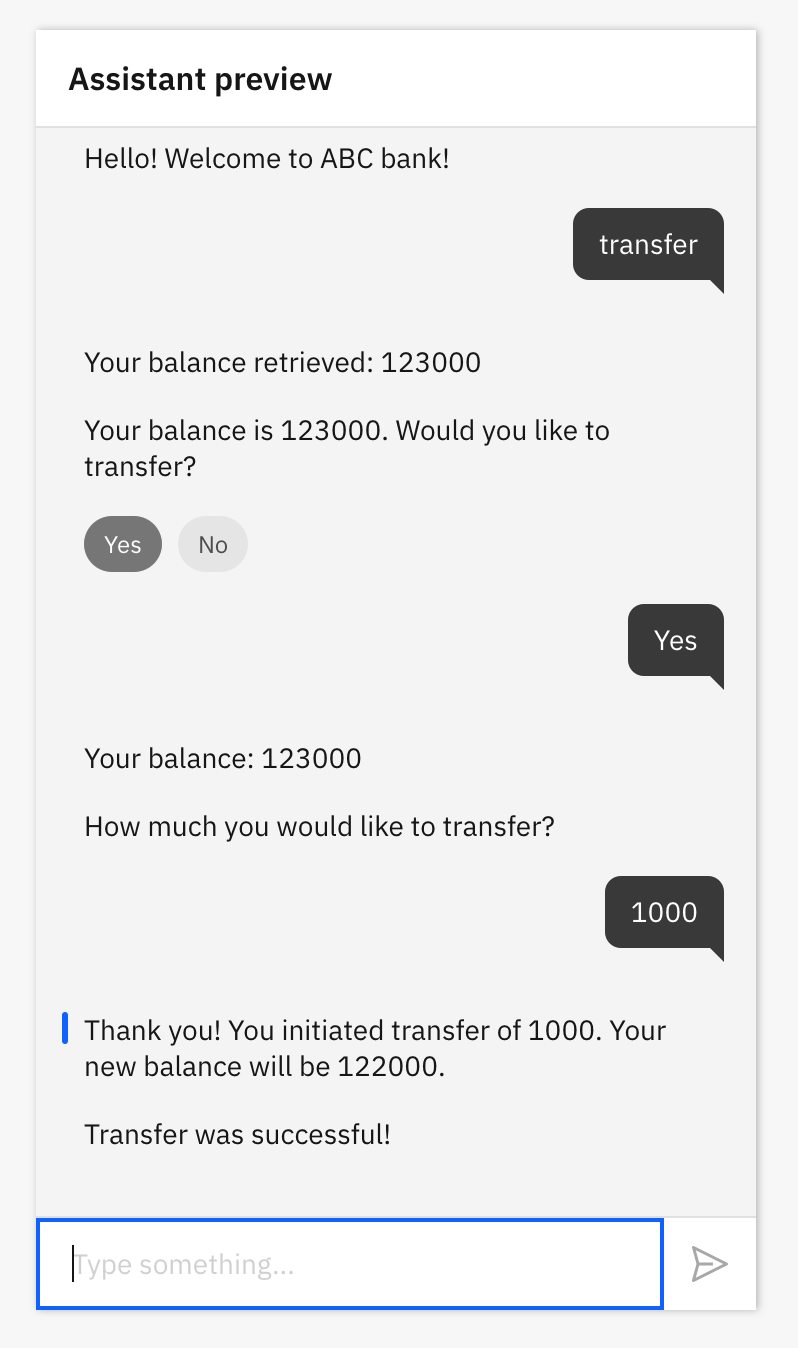 Assistant preview
Hello! Welcome to ABC bank!
transfer
Your balance retrieved: 123000
Your balance is 123000. Would you like to
transfer?
Yes No
Yes
Your balance: 123000
How much you would like to transfer?
1000
Thank you! You initiated transfer of 1000. Your
new balance will be 122000.
Transfer was successful!
Type something...